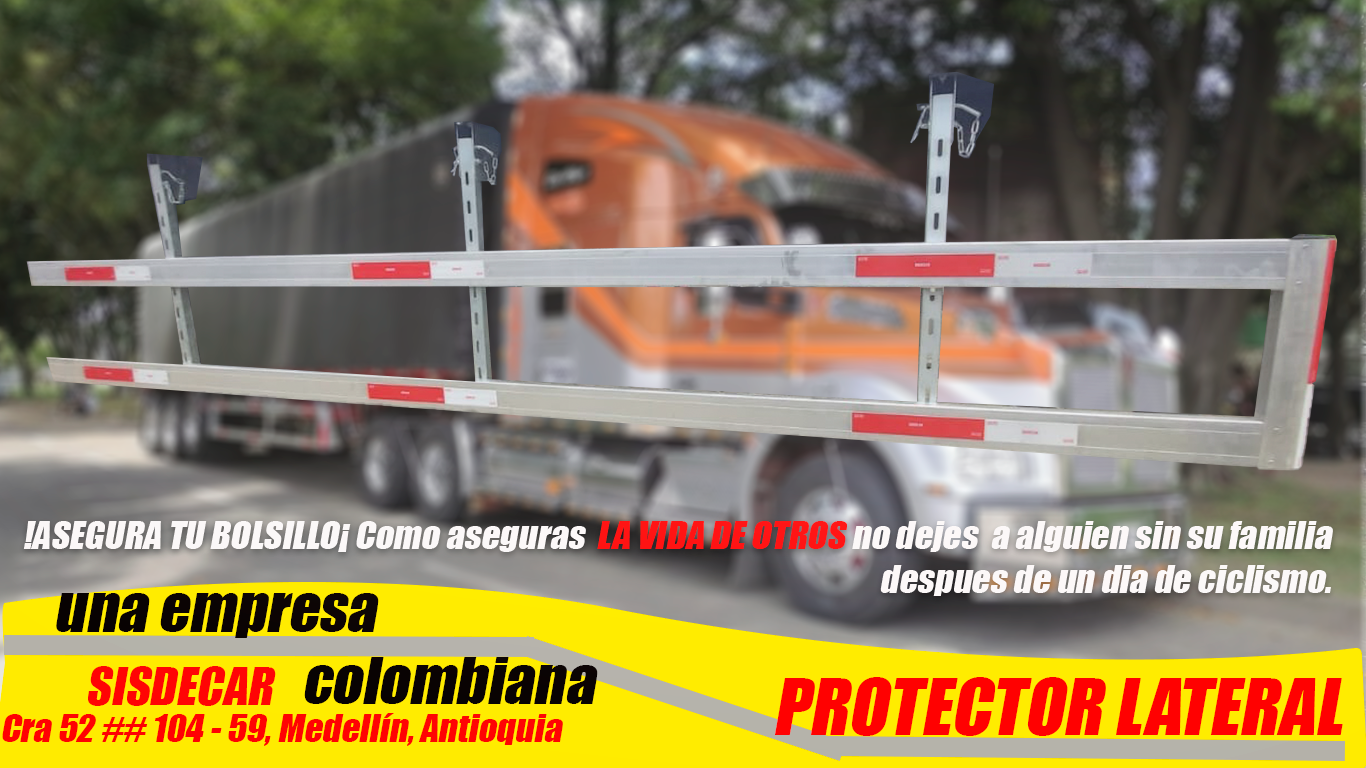 !ASEGURA TU BOLSILLO¡ Como aseguras LA VIDA DE OTROS no dejes a alguien sin su familia
despues de un dia de ciclismo.
una empresa
SISDECAR colombiana
Cra 52 ## 104 - 59, Medellín, Antioquia
PROTECTOR LATERAL